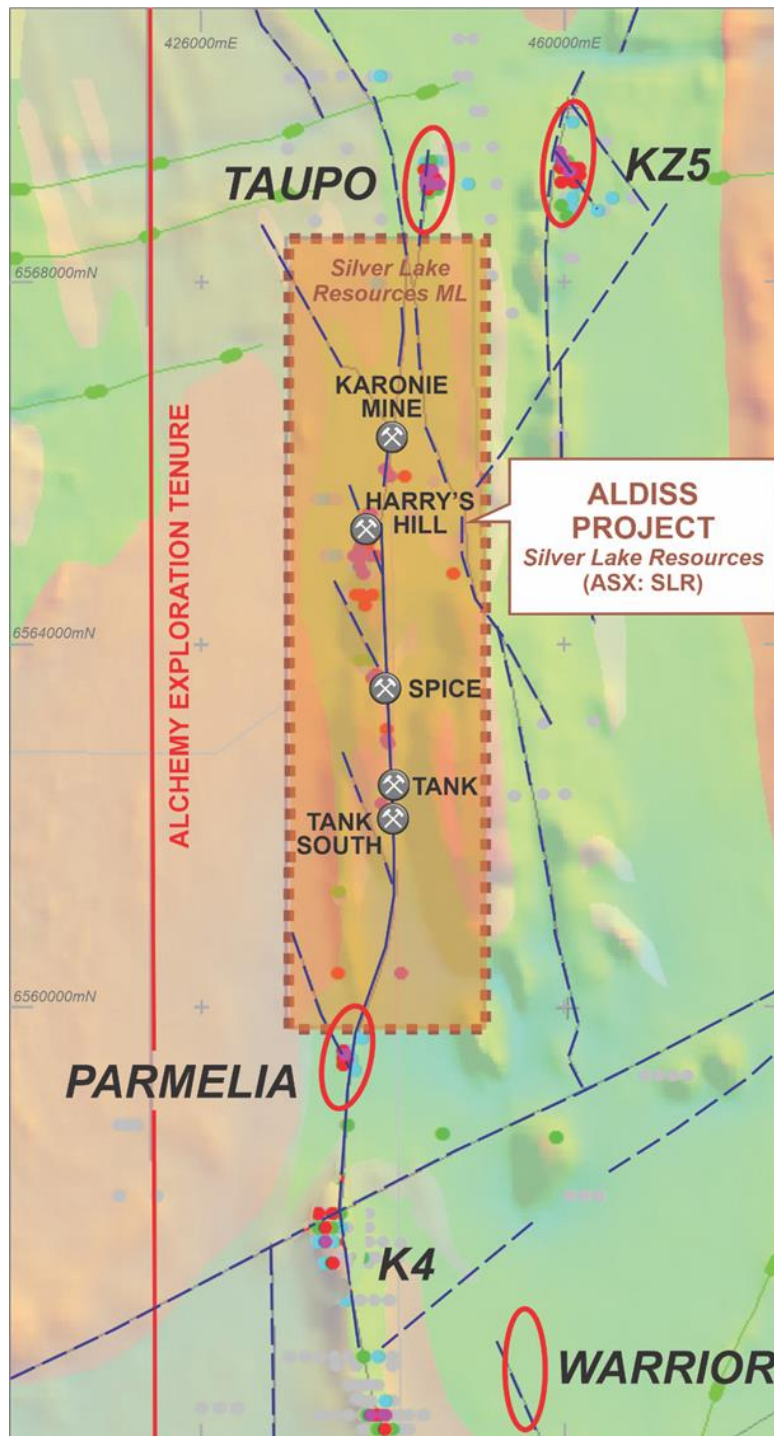 426000mE
460000mE
TAUPO
KZ5
6568000mN
Silver Lake
Resources ML
KARONIE
MINE
HARRY'S
HILL
ALDISS
PROJECT
Silver Lake Resources
(ASX: SLR)
ALCHEMY EXPLORATION TENURE
6564000mN
SPICE
TANK
TANK
SOUTH
6560000mN
PARMELIA
K4
WARRIOR